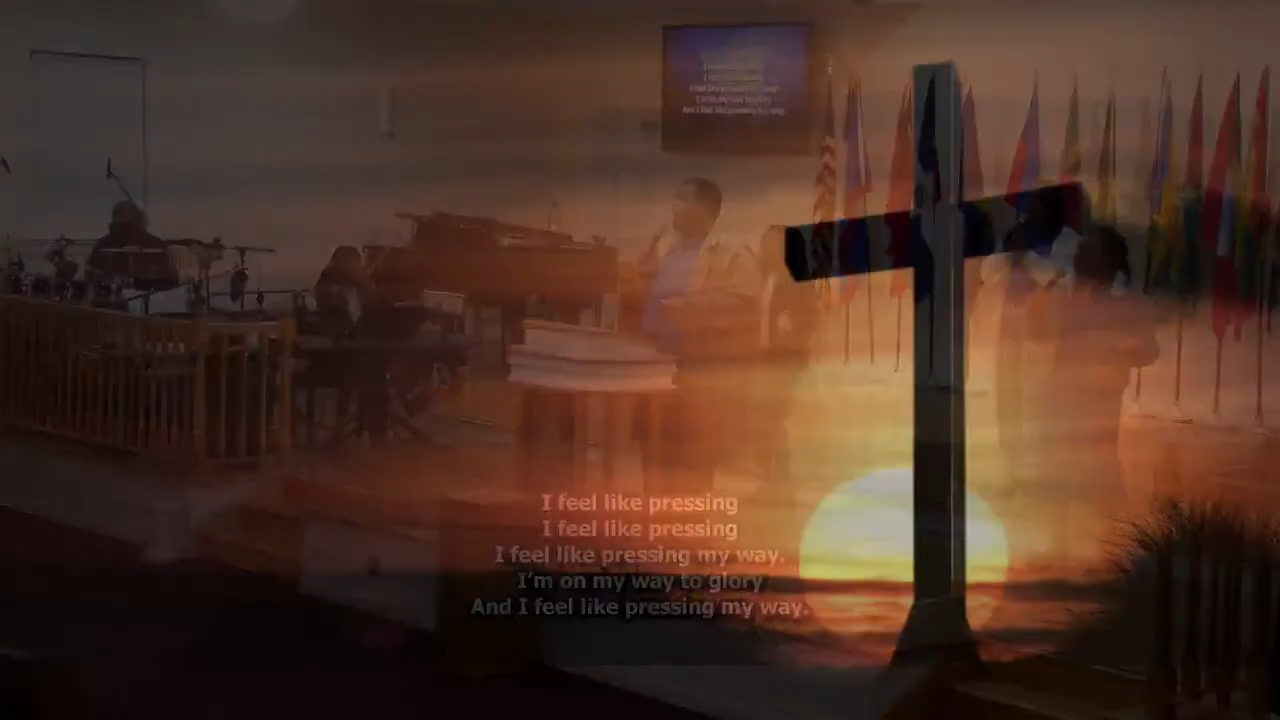 I feel like pressing
I feel like pressing
I feel like pressing my way.
I'm on my way to glory
And I feel like pressing my way.